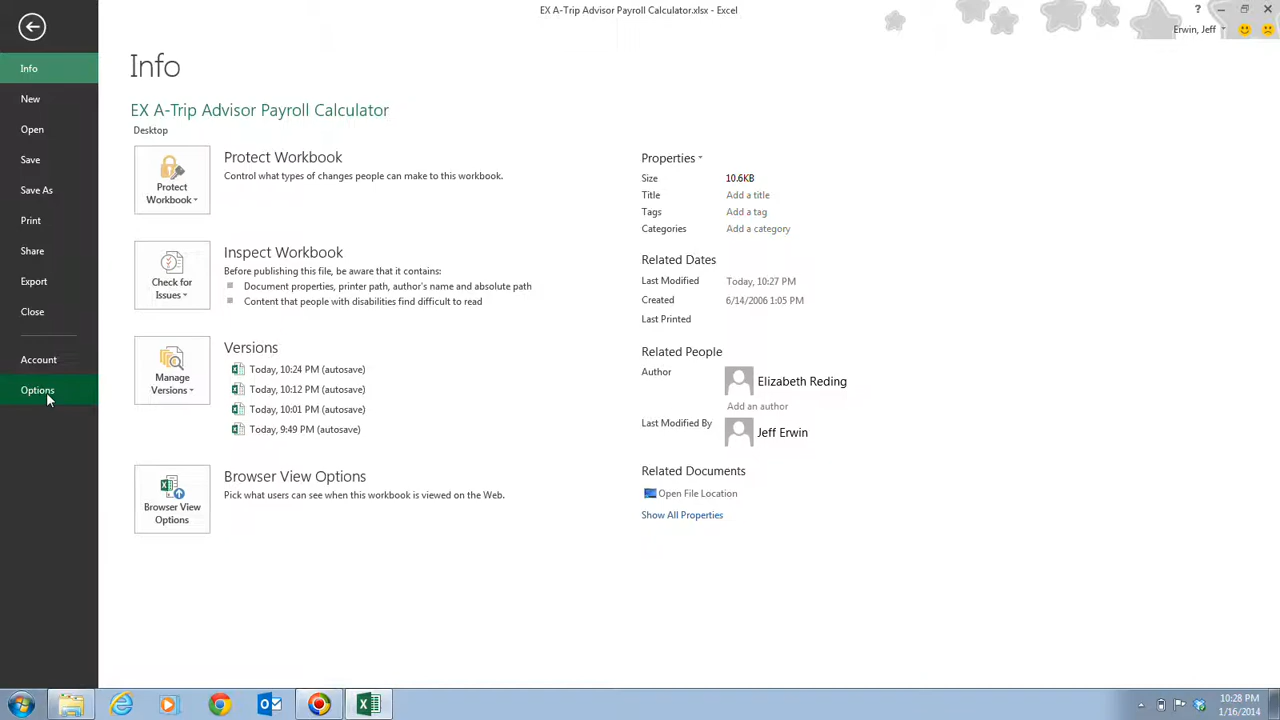 EX A-Trip Advisor Payroll Calculator.xlsx - Excel
?
Erwin, Jeff
Info
New
Open
Save
Save As
Print
Share
Export
Close
Account
Options
Info
EX A-Trip Advisor Payroll Calculator
Desktop
Protect Workbook
Protect Workbook
Control what types of changes people can make to this workbook.
Check for Issues
Inspect Workbook
Before publishing this file, be aware that it contains:
Document properties, printer path, author's name and absolute path
Content that people with disabilities find difficult to read
Manage Versions
Versions
Today, 10:24 PM (autosave)
Today, 10:12 PM (autosave)
Today, 10:01 PM (autosave)
Today, 9:49 PM (autosave)
Browser View Options
Browser View Options
Pick what users can see when this workbook is viewed on the Web.
Properties
Size 10.6KB
Title Add a title
Tags Add a tag
Categories Add a category
Related Dates
Last Modified Today, 10:27 PM
Created 6/14/2006 1:05 PM
Last Printed
Related People
Author Elizabeth Reding
Add an author
Last Modified By Jeff Erwin
Related Documents
Open File Location
Show All Properties
10:28 PM
1/16/2014